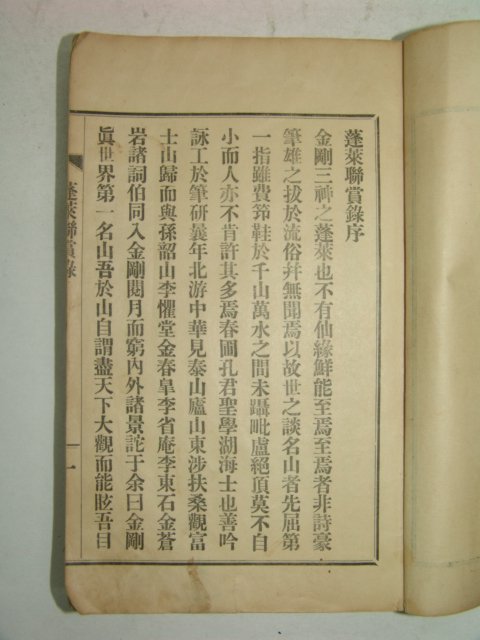 蓬萊聯賞錄序
金剛三神之蓬萊也不有仙緣鮮能至焉至焉者非詩豪
筆雄之拔於流俗幷無聞焉以故世之談名山者先屈第
一指雖費笻鞋於千山萬水之間未躡毗盧絕頂莫不自
小而人亦不肯許其多焉春圃孔君聖學湖海士也善吟
詠工於筆硏曩年北游中華見泰山廬山東涉扶桑觀富
士山歸而與孫韶山李懼堂金春皐李省庵李東石金蒼
岩諸詞伯同入金剛閱月而窮內外諸景詫于余曰金剛
眞世界第一名山吾於山自謂盡天下大觀而能眩吾目
蓬萊聯賞錄
一